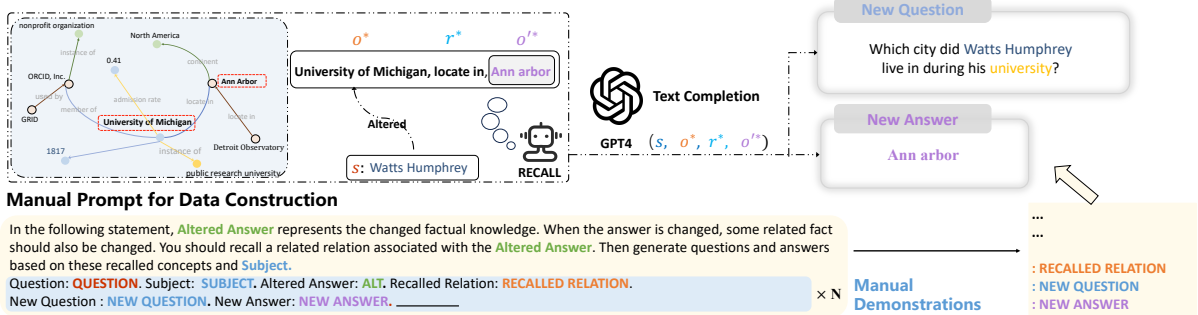 nonprofit organization
North America
instance of
0.41
continent
ORCID, Inc.
Ann Arbor
used by
admission rate
member of
locate in
GRID
University of Michigan
locate in
1817
instance of
Detroit Observatory
public research university
o* r* o'*
University of Michigan, locate in, Ann arbor
Altered
s: Watts Humphrey
RECALL
Text Completion
GPT4 (s, o*, r*, o'*)
New Question
Which city did Watts Humphrey
live in during his university?
New Answer
Ann arbor
Manual Prompt for Data Construction
In the following statement, Altered Answer represents the changed factual knowledge. When the answer is changed, some related fact
should also be changed. You should recall a related relation associated with the Altered Answer. Then generate questions and answers
based on these recalled concepts and Subject.
Question: QUESTION. Subject: SUBJECT. Altered Answer: ALT. Recalled Relation: RECALLED RELATION.
New Question : NEW QUESTION. New Answer: NEW ANSWER.
× N
Manual
Demonstrations
...
...
: RECALLED RELATION
: NEW QUESTION
: NEW ANSWER